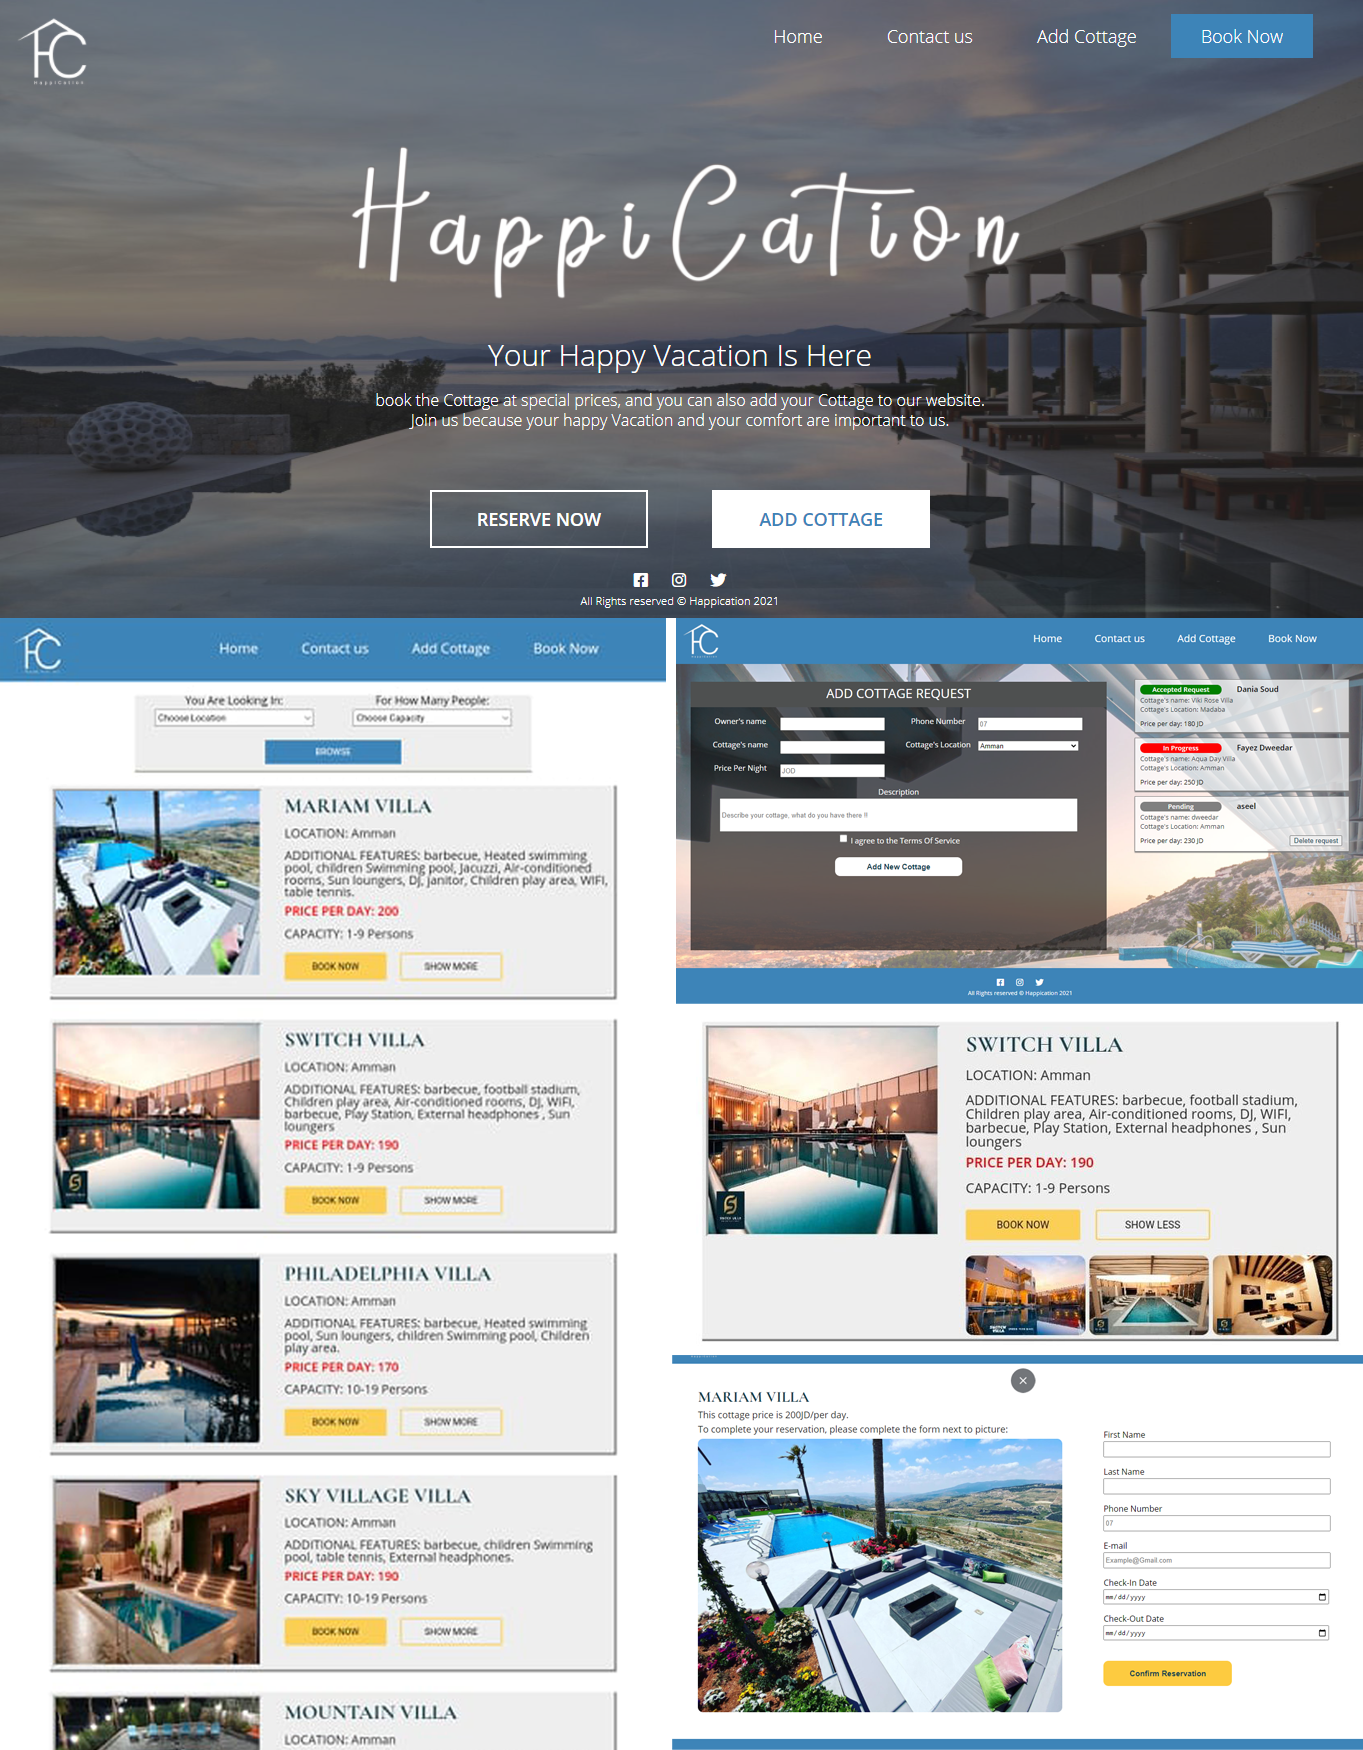 HC
HappiCation
Home
Contact us
Add Cottage
Book Now
HappiCation
Your Happy Vacation Is Here
book the Cottage at special prices, and you can also add your Cottage to our website.
Join us because your happy Vacation and your comfort are important to us.
RESERVE NOW
ADD COTTAGE
All Rights reserved © Happication 2021
HC
Home
Contact us
Add Cottage
Book Now
You Are Looking In:
For How Many People:
Choose Location
Choose Capacity
BROWSE
MARIAM VILLA
LOCATION: Amman
ADDITIONAL FEATURES: barbecue, Heated swimming
pool, children Swimming pool, Jacuzzi, Air-conditioned
rooms, Sun loungers, DJ, janitor, Children play area, WIFI,
table tennis.
PRICE PER DAY: 200
CAPACITY: 1-9 Persons
BOOK NOW
SHOW MORE
SWITCH VILLA
LOCATION: Amman
ADDITIONAL FEATURES: barbecue, football stadium,
Children play area, Air-conditioned rooms, DJ, WIFI,
barbecue, Play Station, External headphones , Sun
loungers
PRICE PER DAY: 190
CAPACITY: 1-9 Persons
BOOK NOW
SHOW MORE
PHILADELPHIA VILLA
LOCATION: Amman
ADDITIONAL FEATURES: barbecue, Heated swimming
pool, Sun loungers, children Swimming pool, Children
play area.
PRICE PER DAY: 170
CAPACITY: 10-19 Persons
BOOK NOW
SHOW MORE
SKY VILLAGE VILLA
LOCATION: Amman
ADDITIONAL FEATURES: barbecue, children Swimming
pool, table tennis, External headphones.
PRICE PER DAY: 190
CAPACITY: 10-19 Persons
BOOK NOW
SHOW MORE
MOUNTAIN VILLA
LOCATION: Amman
HC
Home
Contact us
Add Cottage
Book Now
ADD COTTAGE REQUEST
Owner's name
Phone Number
07
Cottage's name
Cottage's Location
Amman
Price Per Night
JOD
Description
Describe your cottage, what do you have there !!
I agree to the Terms Of Service
Add New Cottage
Accepted Request
Dania Soud
Cottage's name: Viki Rose Villa
Cottage's Location: Madaba
Price per day: 180 JD
In Progress
Fayez Dweedar
Cottage's name: Aqua Day Villa
Cottage's Location: Amman
Price per day: 250 JD
Pending
aseel
Cottage's name: dweedar
Cottage's Location: Amman
Price per day: 230 JD
Delete request
All Rights reserved © Happication 2021
SWITCH VILLA
LOCATION: Amman
ADDITIONAL FEATURES: barbecue, football stadium,
Children play area, Air-conditioned rooms, DJ, WIFI,
barbecue, Play Station, External headphones , Sun
loungers
PRICE PER DAY: 190
CAPACITY: 1-9 Persons
BOOK NOW
SHOW LESS
SWITCH VILLA
SWITCH VILLA
MARIAM VILLA
This cottage price is 200JD/per day.
To complete your reservation, please complete the form next to picture:
First Name
Last Name
Phone Number
07
E-mail
Example@Gmail.com
Check-In Date
mm/dd/yyyy
Check-Out Date
mm/dd/yyyy
Confirm Reservation